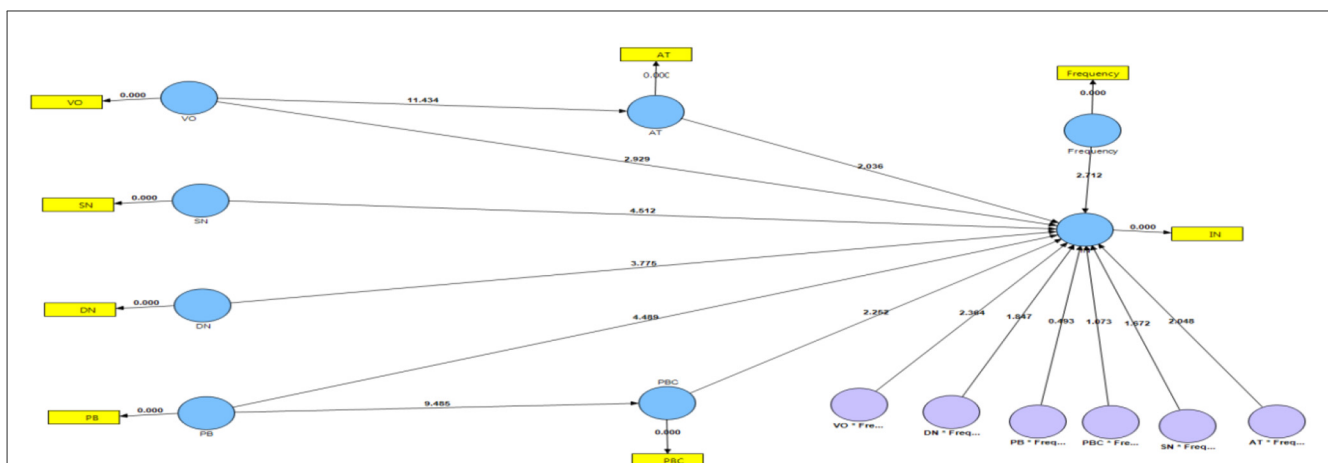 AT
0.000
Frequency
0.000
VO
0.000
VO
11.434
AT
Frequency
2.929
2.036
2.712
SN
0.000
SN
4.512
0.000
IN
DN
0.000
DN
3.775
4.489
2.252
2.364
1.847
0.493
1.073
1.672
2.048
PB
0.000
PB
9.485
PBC
0.000
PBC
VO * Fre...
DN * Freq...
PB * Freq...
PBC * Fre...
SN * Freq...
AT * Freq...